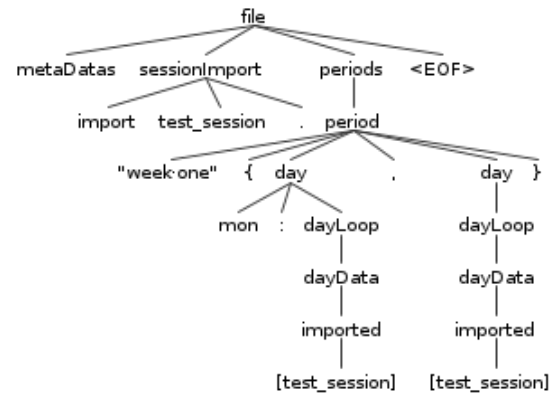 file
metaDatas sessionImport periods <EOF>
import test_session . period
"week·one" { day , day }
mon : dayLoop dayLoop
dayData dayData
imported imported
[test_session] [test_session]